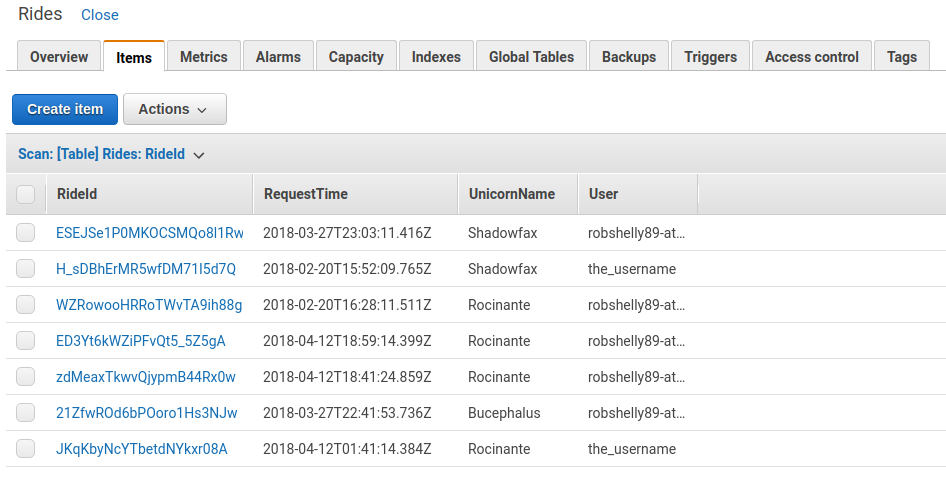 Rides Close
Overview Items Metrics Alarms Capacity Indexes Global Tables Backups Triggers Access control Tags
Create item Actions
Scan: [Table] Rides: RideId
RideId RequestTime UnicornName User
ESEJSe1P0MKOCSMQo8I1Rw 2018-03-27T23:03:11.416Z Shadowfax robshelly89-at…
H_sDBhErMR5wfDM71I5d7Q 2018-02-20T15:52:09.765Z Shadowfax the_username
WZRowooHRRoTWvTA9ih88g 2018-02-20T16:28:11.511Z Rocinante robshelly89-at…
ED3Yt6kWZiPFvQt5_5Z5gA 2018-04-12T18:59:14.399Z Rocinante robshelly89-at…
zdMeaxTkwvQjypmB44Rx0w 2018-04-12T18:41:24.859Z Rocinante robshelly89-at…
21ZfwROd6bPOoro1Hs3NJw 2018-03-27T22:41:53.736Z Bucephalus robshelly89-at…
JKqKbyNcYTbetdNYkxr08A 2018-04-12T01:41:14.384Z Rocinante the_username